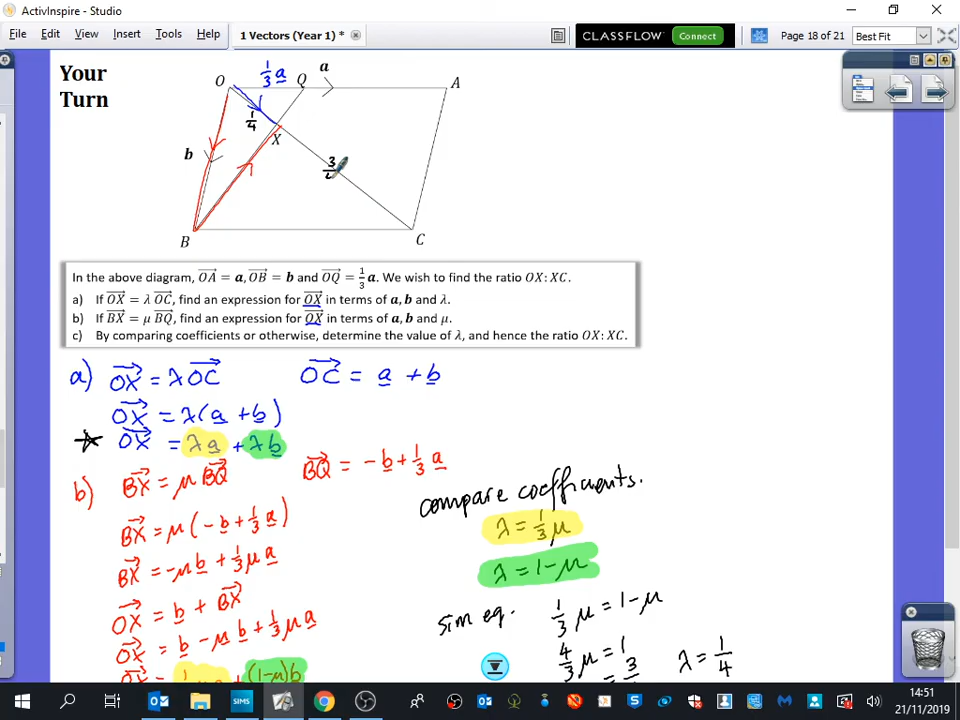 ActivInspire - Studio
File Edit View Insert Tools Help 1 Vectors (Year 1) * CLASSFLOW Connect Page 18 of 21 Best Fit
Your
Turn
O 1/3 a Q a A
1/4
X
b
3/4
B C
In the above diagram, OA = a, OB = b and OQ = 1/3 a. We wish to find the ratio OX: XC.
a) If OX = λ OC, find an expression for OX in terms of a, b and λ.
b) If BX = μ BQ, find an expression for OX in terms of a, b and μ.
c) By comparing coefficients or otherwise, determine the value of λ, and hence the ratio OX: XC.
a) OX = λOC OC = a + b
OX = λ(a + b)
OX = λa + λb
b) BX = μBQ BQ = -b + 1/3 a
compare coefficients.
BX = μ(-b + 1/3 a)
λ = 1/3 μ
BX = -μb + 1/3 μa
λ = 1-μ
OX = b + BX
sim eq. 1/3 μ = 1-μ
OX = b - μb + 1/3 μa
4/3 μ = 1 λ = 1/4
(1-μ)b
SIMS
14:51
21/11/2019